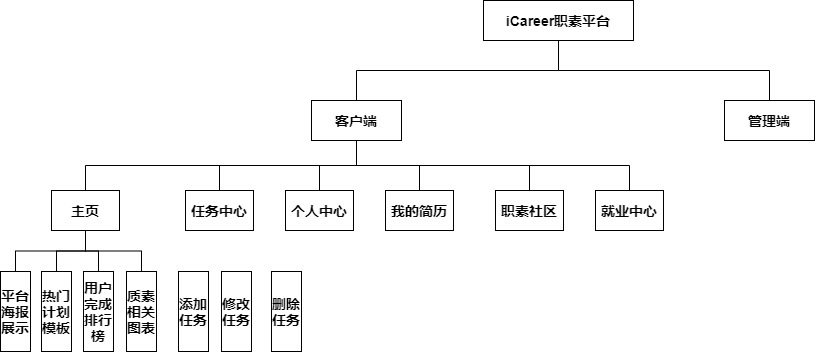 iCareer职素平台
客户端
管理端
主页
任务中心
个人中心
我的简历
职素社区
就业中心
平台
海报
展示
热门
计划
模板
用户
完成
排行
榜
质素
相关
图表
添加
任务
修改
任务
删除
任务